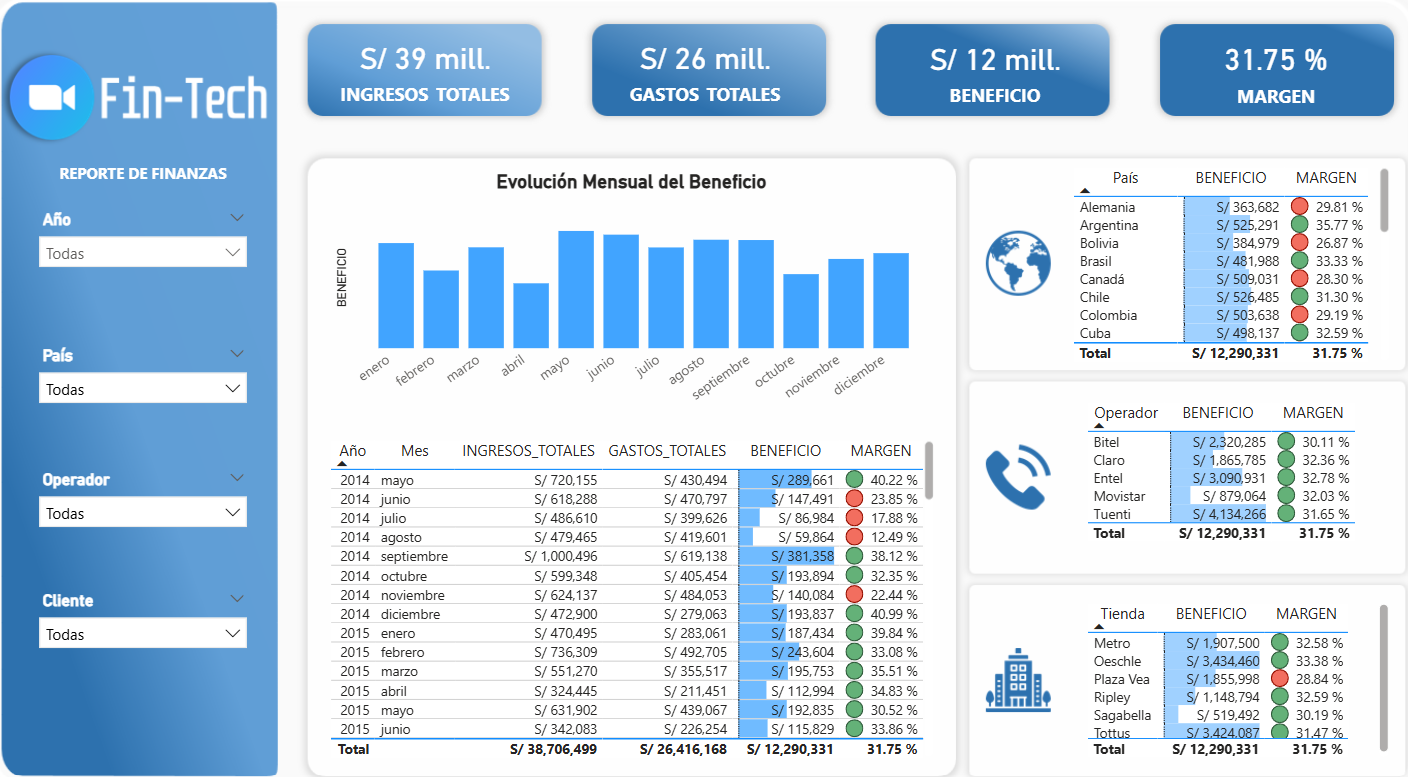 Fin-Tech
REPORTE DE FINANZAS
Año
Todas
País
Todas
Operador
Todas
Cliente
Todas
S/ 39 mill.
INGRESOS TOTALES
S/ 26 mill.
GASTOS TOTALES
S/ 12 mill.
BENEFICIO
31.75 %
MARGEN
Evolución Mensual del Beneficio
BENEFICIO
enero
febrero
marzo
abril
mayo
junio
julio
agosto
septiembre
octubre
noviembre
diciembre
Año Mes INGRESOS_TOTALES GASTOS_TOTALES BENEFICIO MARGEN
2014 mayo S/ 720,155 S/ 430,494 S/ 289,661 40.22 %
2014 junio S/ 618,288 S/ 470,797 S/ 147,491 23.85 %
2014 julio S/ 486,610 S/ 399,626 S/ 86,984 17.88 %
2014 agosto S/ 479,465 S/ 419,601 S/ 59,864 12.49 %
2014 septiembre S/ 1,000,496 S/ 619,138 S/ 381,358 38.12 %
2014 octubre S/ 599,348 S/ 405,454 S/ 193,894 32.35 %
2014 noviembre S/ 624,137 S/ 484,053 S/ 140,084 22.44 %
2014 diciembre S/ 472,900 S/ 279,063 S/ 193,837 40.99 %
2015 enero S/ 470,495 S/ 283,061 S/ 187,434 39.84 %
2015 febrero S/ 736,309 S/ 492,705 S/ 243,604 33.08 %
2015 marzo S/ 551,270 S/ 355,517 S/ 195,753 35.51 %
2015 abril S/ 324,445 S/ 211,451 S/ 112,994 34.83 %
2015 mayo S/ 631,902 S/ 439,067 S/ 192,835 30.52 %
2015 junio S/ 342,083 S/ 226,254 S/ 115,829 33.86 %
Total S/ 38,706,499 S/ 26,416,168 S/ 12,290,331 31.75 %
País BENEFICIO MARGEN
Alemania S/ 363,682 29.81 %
Argentina S/ 525,291 35.77 %
Bolivia S/ 384,979 26.87 %
Brasil S/ 481,988 33.33 %
Canadá S/ 509,031 28.30 %
Chile S/ 526,485 31.30 %
Colombia S/ 503,638 29.19 %
Cuba S/ 498,137 32.59 %
Total S/ 12,290,331 31.75 %
Operador BENEFICIO MARGEN
Bitel S/ 2,320,285 30.11 %
Claro S/ 1,865,785 32.36 %
Entel S/ 3,090,931 32.78 %
Movistar S/ 879,064 32.03 %
Tuenti S/ 4,134,266 31.65 %
Total S/ 12,290,331 31.75 %
Tienda BENEFICIO MARGEN
Metro S/ 1,907,500 32.58 %
Oeschle S/ 3,434,460 33.38 %
Plaza Vea S/ 1,855,998 28.84 %
Ripley S/ 1,148,794 32.59 %
Sagabella S/ 519,492 30.19 %
Tottus S/ 3,424,087 31.47 %
Total S/ 12,290,331 31.75 %